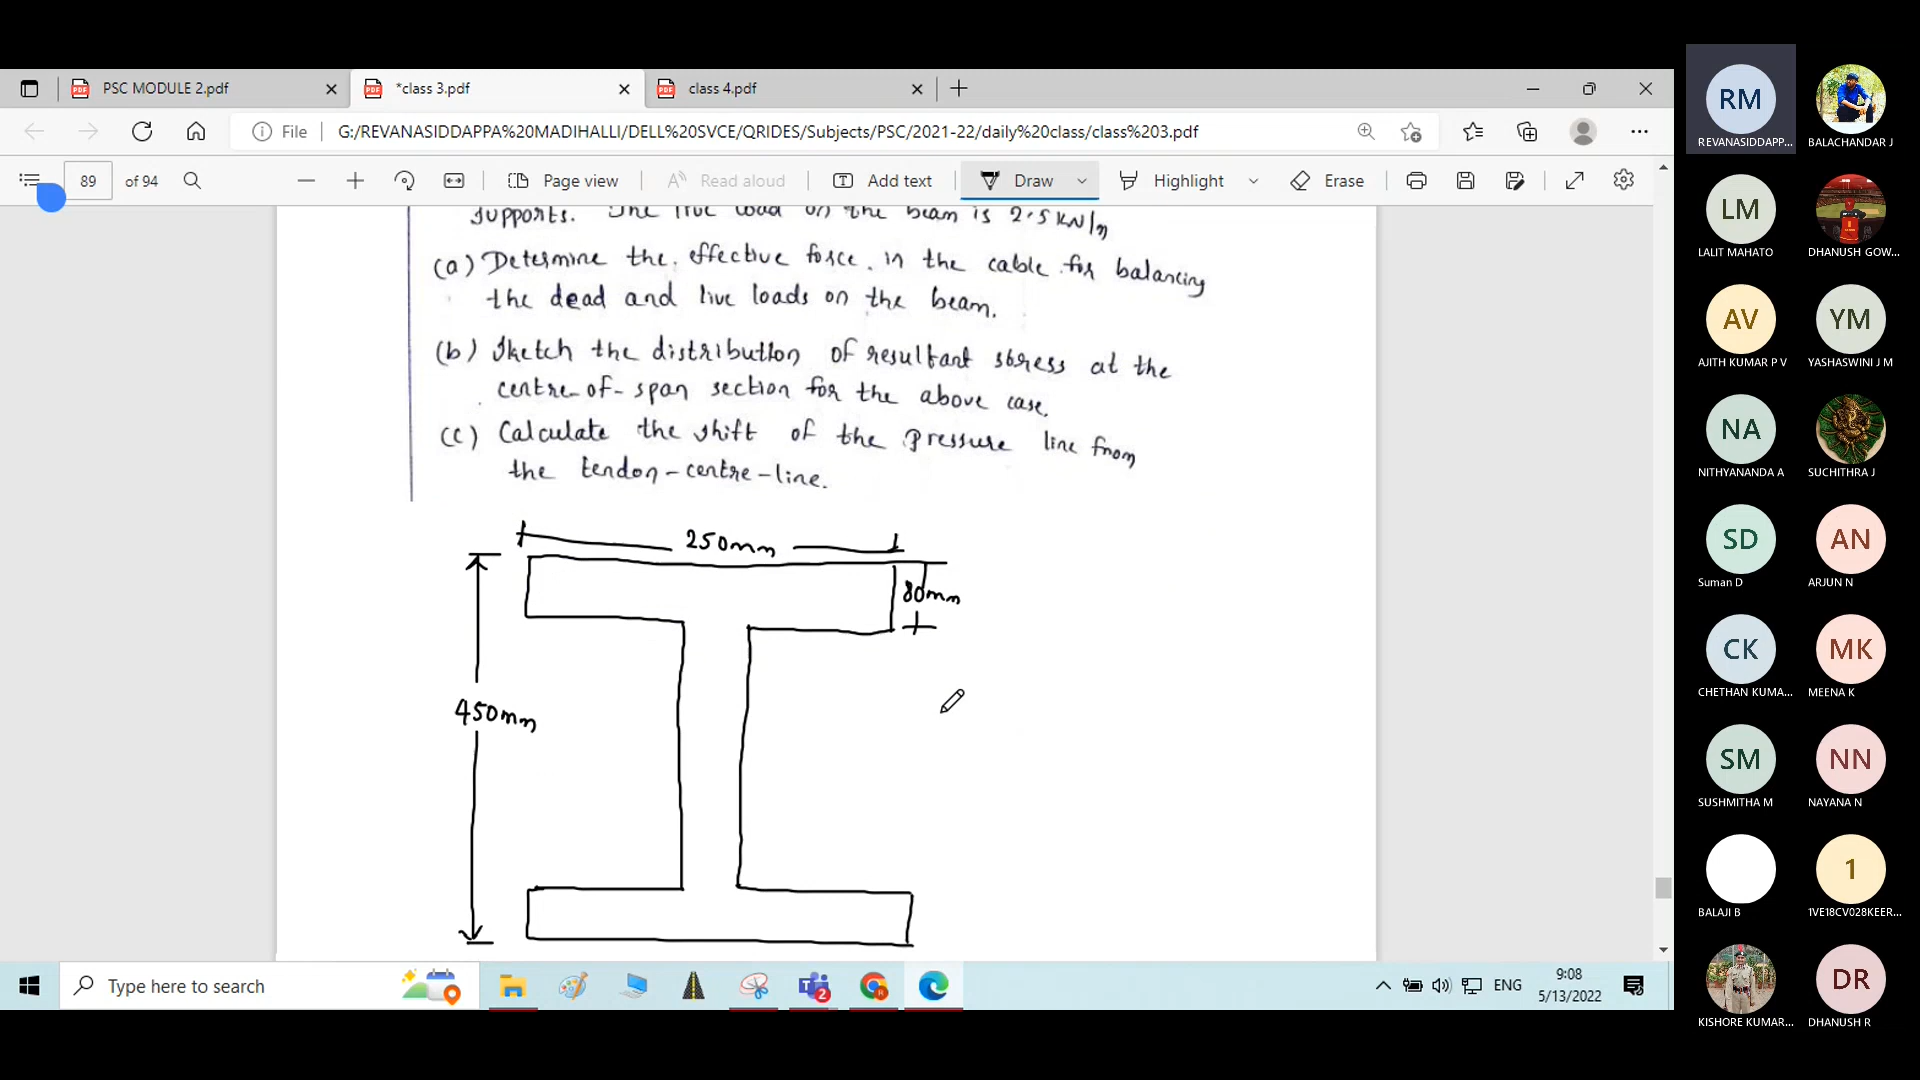 PSC MODULE 2.pdf
*class 3.pdf
class 4.pdf
File
G:/REVANASIDDAPPA%20MADIHALLI/DELL%20SVCE/QRIDES/Subjects/PSC/2021-22/daily%20class/class%203.pdf
89 of 94
Page view
Read aloud
Add text
Draw
Highlight
Erase
supports. The live load on the beam is 2.5 kN/m
(a) Determine the effective force in the cable for balancing
the dead and live loads on the beam.
(b) Sketch the distribution of resultant stress at the
centre-of-span section for the above case.
(c) Calculate the shift of the pressure line from
the tendon-centre-line.
250mm
80mm
450mm
Type here to search
2
R
ENG
9:08
5/13/2022
RM
REVANASIDDAPP...
BALACHANDAR J
LM
LALIT MAHATO
DHANUSH GOW...
AV
AJITH KUMAR P V
YM
YASHASWINI J M
NA
NITHYANANDA A
SUCHITHRA J
SD
Suman D
AN
ARJUN N
CK
CHETHAN KUMA...
MK
MEENA K
SM
SUSHMITHA M
NN
NAYANA N
BALAJI B
1
1VE18CV028KEER...
KISHORE KUMAR...
DR
DHANUSH R